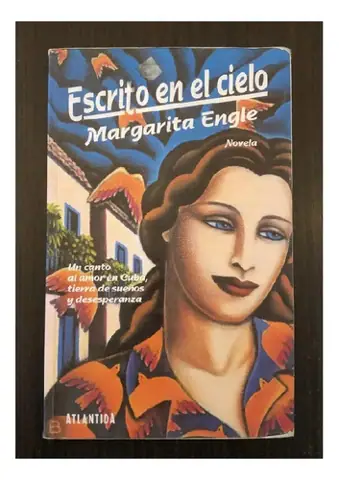 Escrito en el cielo
Margarita Engle
Novela
Un canto
al amor en Cuba,
tierra de sueños
y desesperanza
B
ATLANTIDA